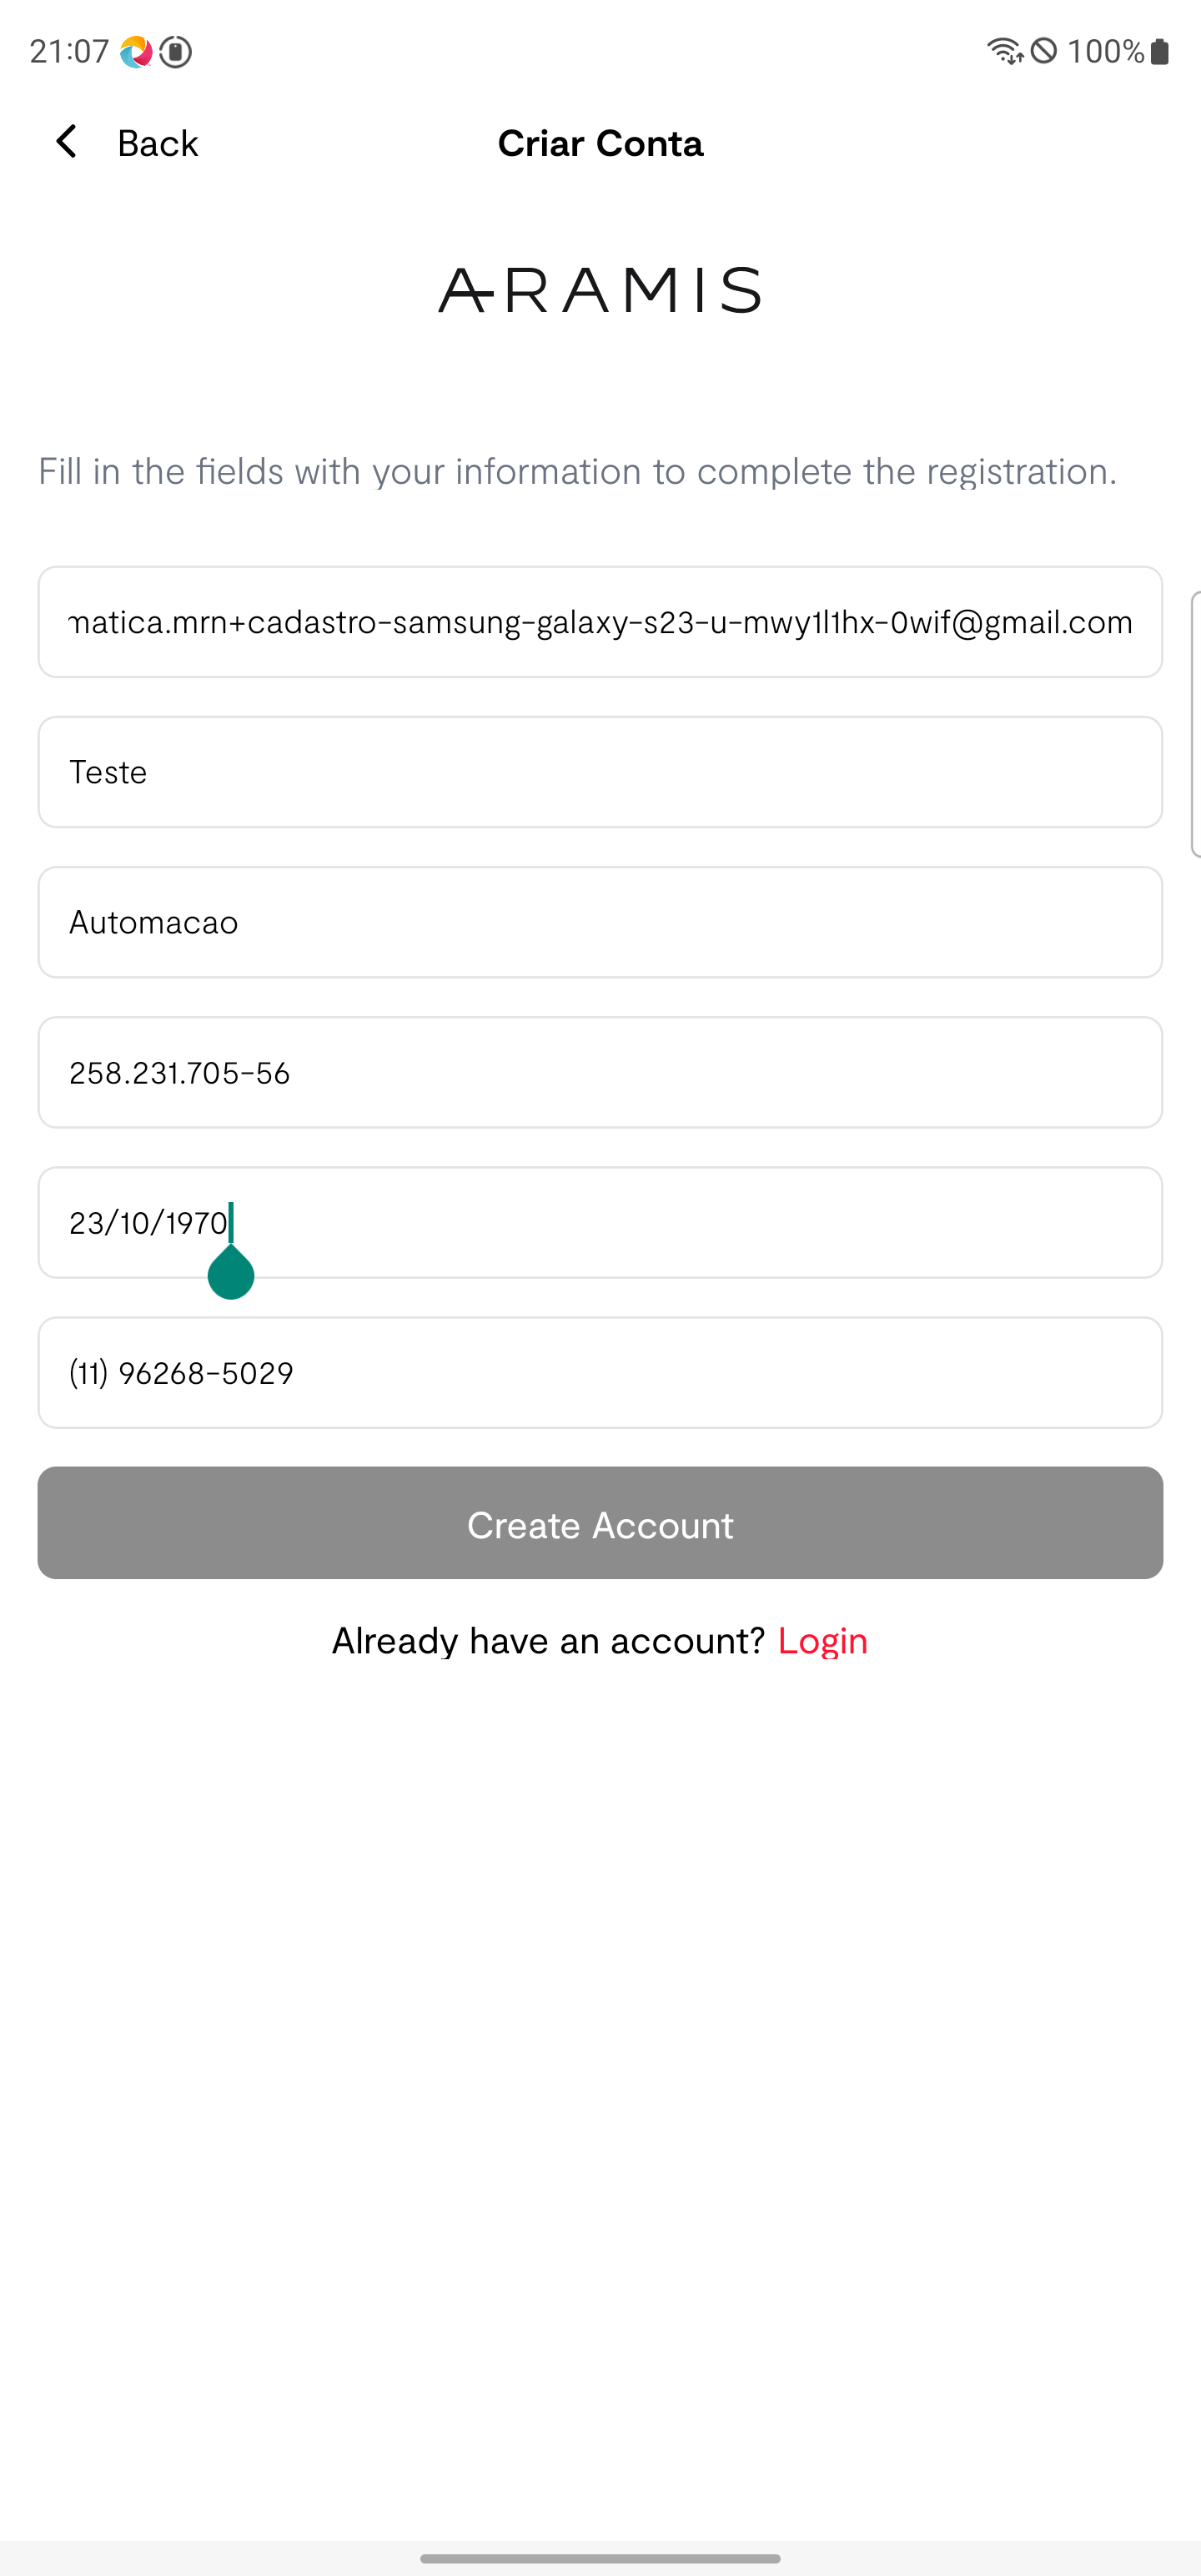 21:07
100%
Back
Criar Conta
ARAMIS
Fill in the fields with your information to complete the registration.
matica.mrn+cadastro-samsung-galaxy-s23-u-mwy1l1hx-0wif@gmail.com
Teste
Automacao
258.231.705-56
23/10/1970
(11) 96268-5029
Create Account
Already have an account? Login